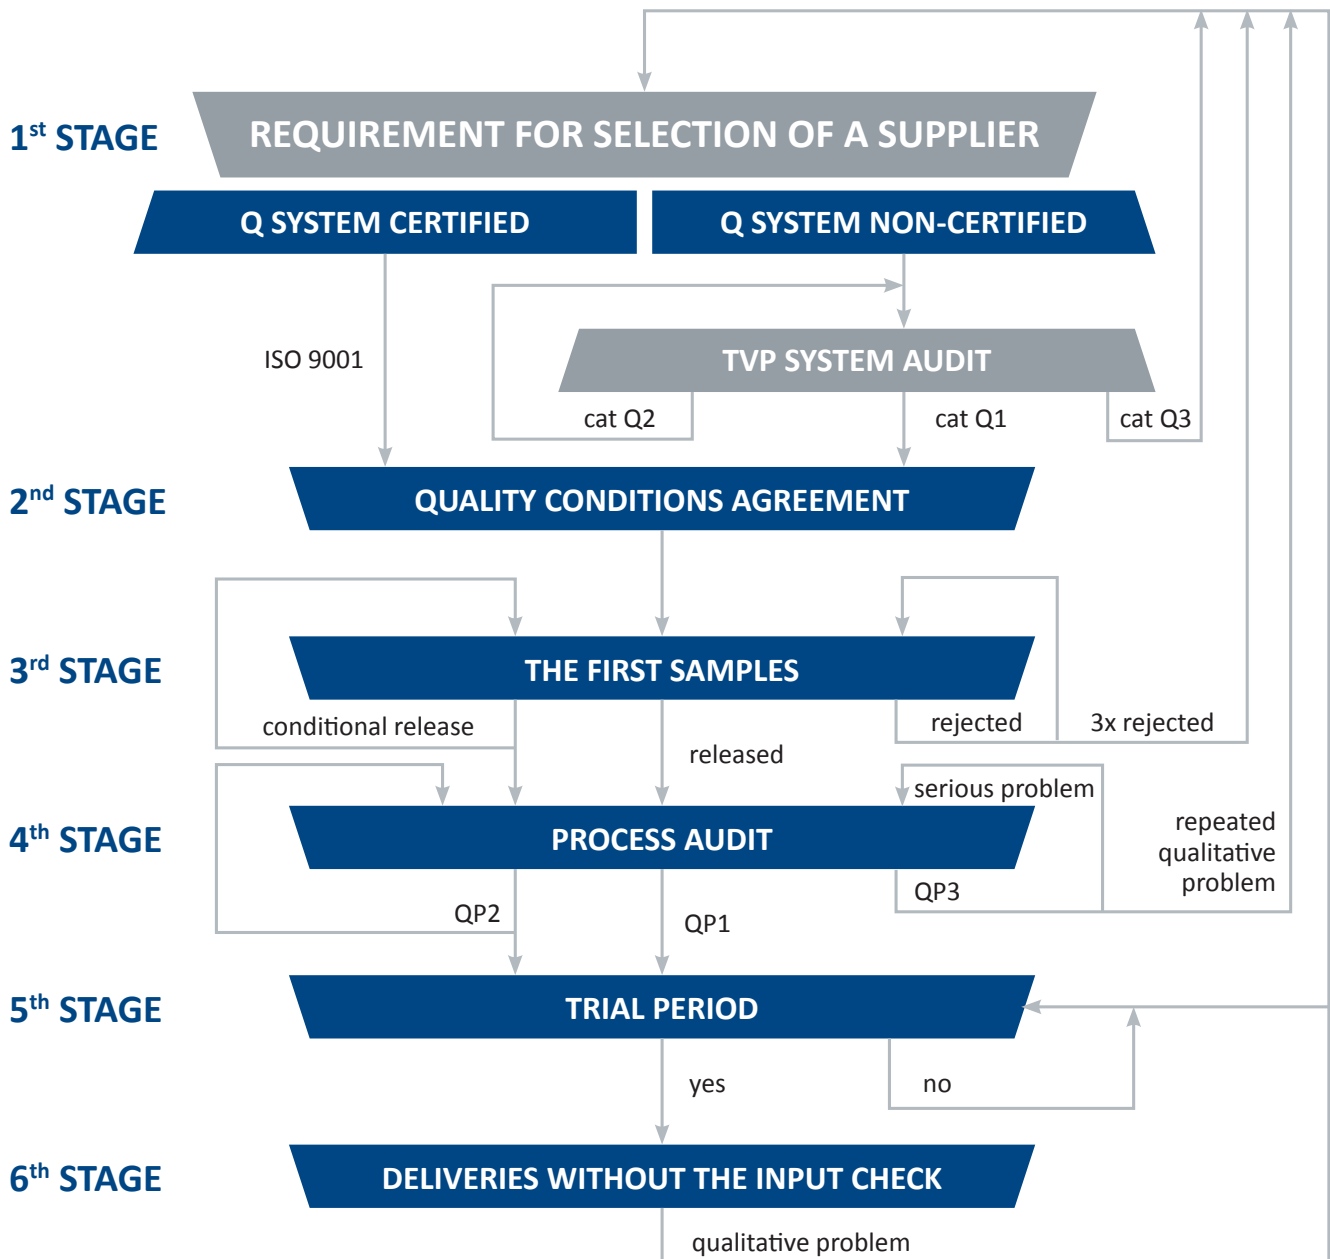 1st STAGE
REQUIREMENT FOR SELECTION OF A SUPPLIER
Q SYSTEM CERTIFIED
Q SYSTEM NON-CERTIFIED
ISO 9001
TVP SYSTEM AUDIT
cat Q2
cat Q1
cat Q3
2nd STAGE
QUALITY CONDITIONS AGREEMENT
3rd STAGE
THE FIRST SAMPLES
conditional release
released
rejected
3x rejected
serious problem
4th STAGE
PROCESS AUDIT
repeated
qualitative
problem
QP2
QP1
QP3
5th STAGE
TRIAL PERIOD
yes
no
6th STAGE
DELIVERIES WITHOUT THE INPUT CHECK
qualitative problem